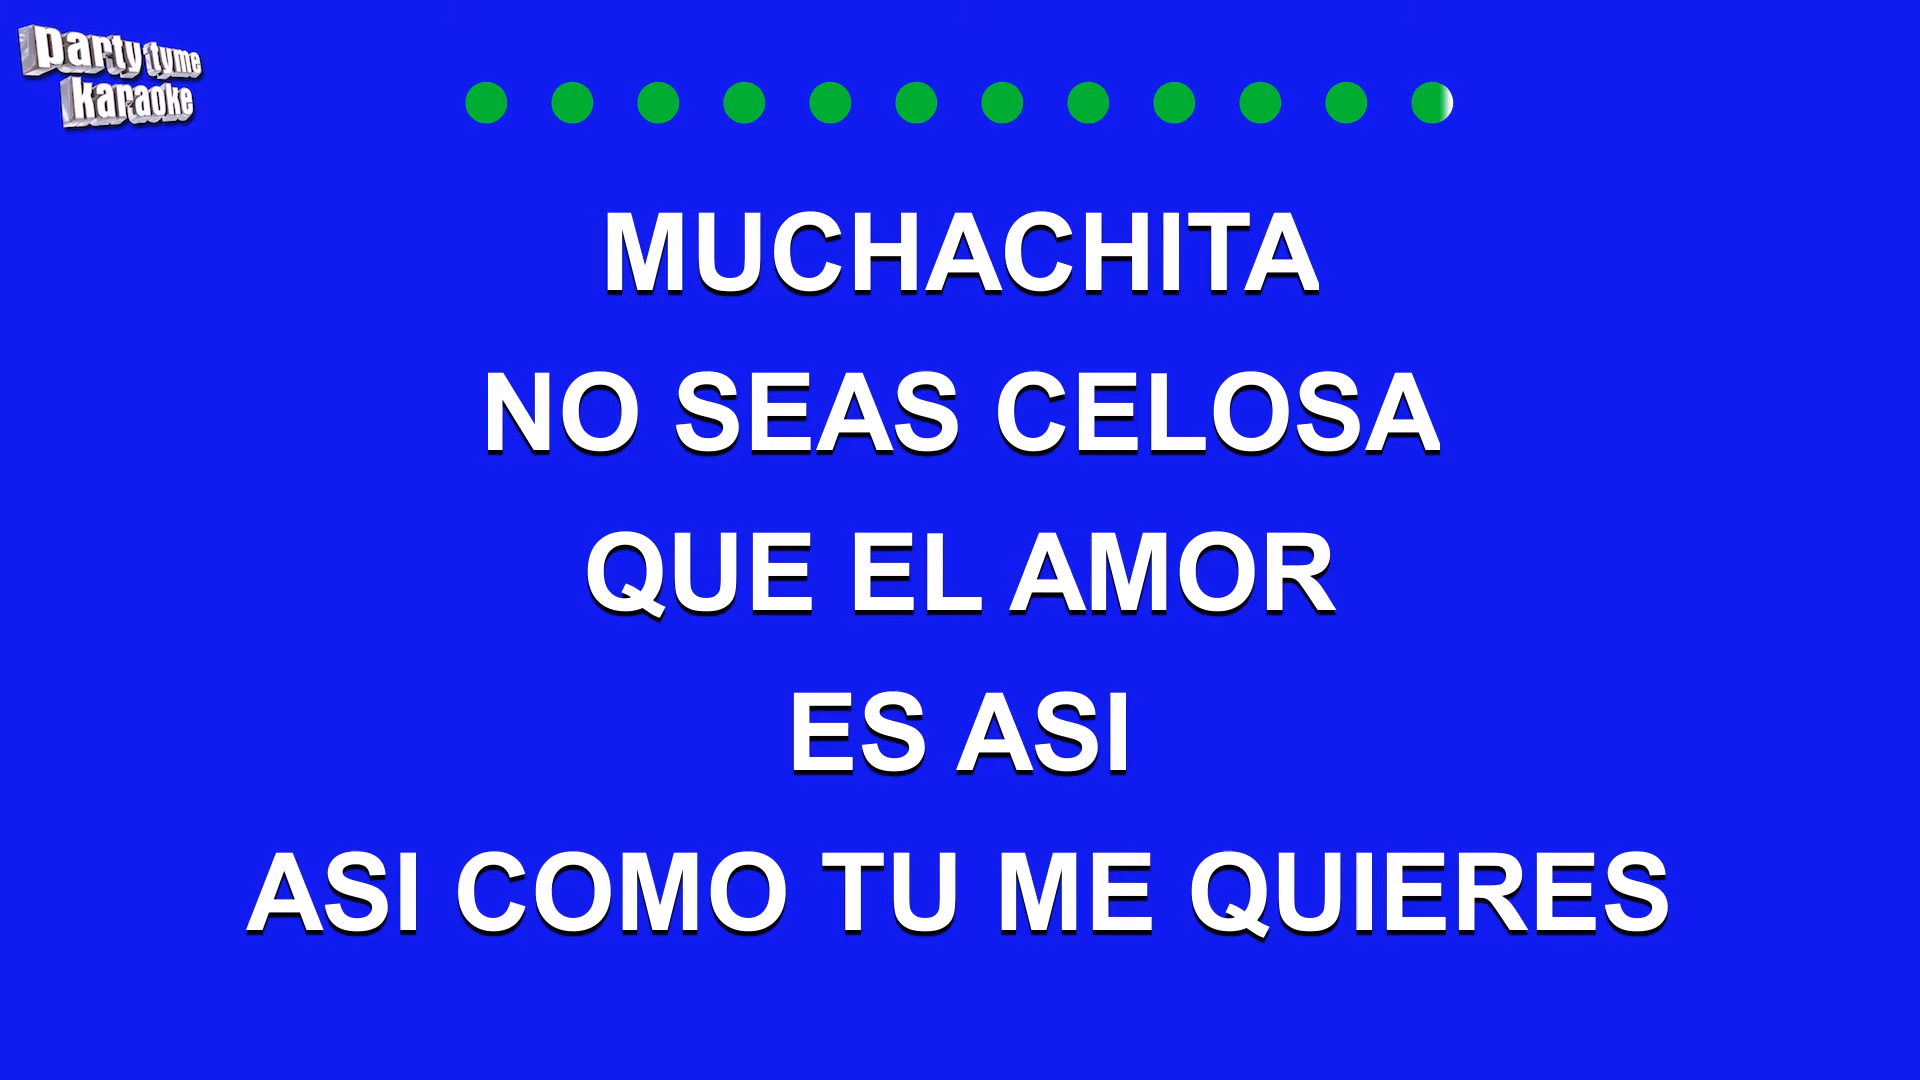 party tyme
karaoke
MUCHACHITA
NO SEAS CELOSA
QUE EL AMOR
ES ASI
ASI COMO TU ME QUIERES